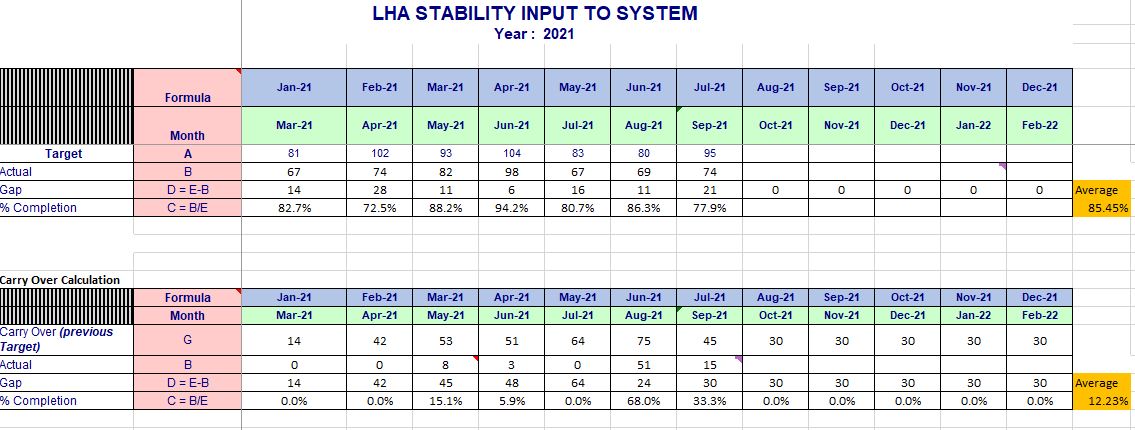 LHA STABILITY INPUT TO SYSTEM
Year : 2021
Formula Jan-21 Feb-21 Mar-21 Apr-21 May-21 Jun-21 Jul-21 Aug-21 Sep-21 Oct-21 Nov-21 Dec-21
Month Mar-21 Apr-21 May-21 Jun-21 Jul-21 Aug-21 Sep-21 Oct-21 Nov-21 Dec-21 Jan-22 Feb-22
Target A 81 102 93 104 83 80 95
Actual B 67 74 82 98 67 69 74
Gap D = E-B 14 28 11 6 16 11 21 0 0 0 0 0 Average
% Completion C = B/E 82.7% 72.5% 88.2% 94.2% 80.7% 86.3% 77.9% 85.45%
Carry Over Calculation
Formula Jan-21 Feb-21 Mar-21 Apr-21 May-21 Jun-21 Jul-21 Aug-21 Sep-21 Oct-21 Nov-21 Dec-21
Month Mar-21 Apr-21 May-21 Jun-21 Jul-21 Aug-21 Sep-21 Oct-21 Nov-21 Dec-21 Jan-22 Feb-22
Carry Over (previous
Target) G 14 42 53 51 64 75 45 30 30 30 30 30
Actual B 0 0 8 3 0 51 15
Gap D = E-B 14 42 45 48 64 24 30 30 30 30 30 30 Average
% Completion C = B/E 0.0% 0.0% 15.1% 5.9% 0.0% 68.0% 33.3% 0.0% 0.0% 0.0% 0.0% 0.0% 12.23%